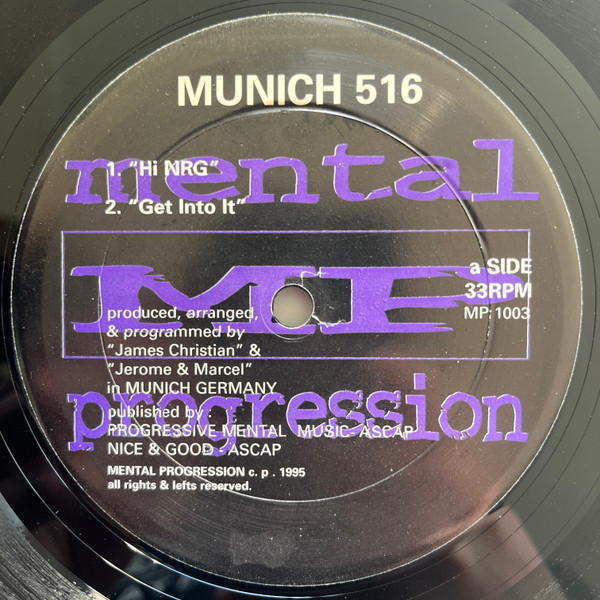 MUNICH 516
mental
1. "Hi NRG"
2. "Get Into It"
MP
a SIDE
33RPM
MP 1003
produced, arranged,
& programmed by
"James Christian" &
"Jerome & Marcel"
in MUNICH GERMANY
progression
published by :
PROGRESSIVE MENTAL MUSIC- ASCAP
NICE & GOOD - ASCAP
MENTAL PROGRESSION c. p . 1995
all rights & lefts reserved.